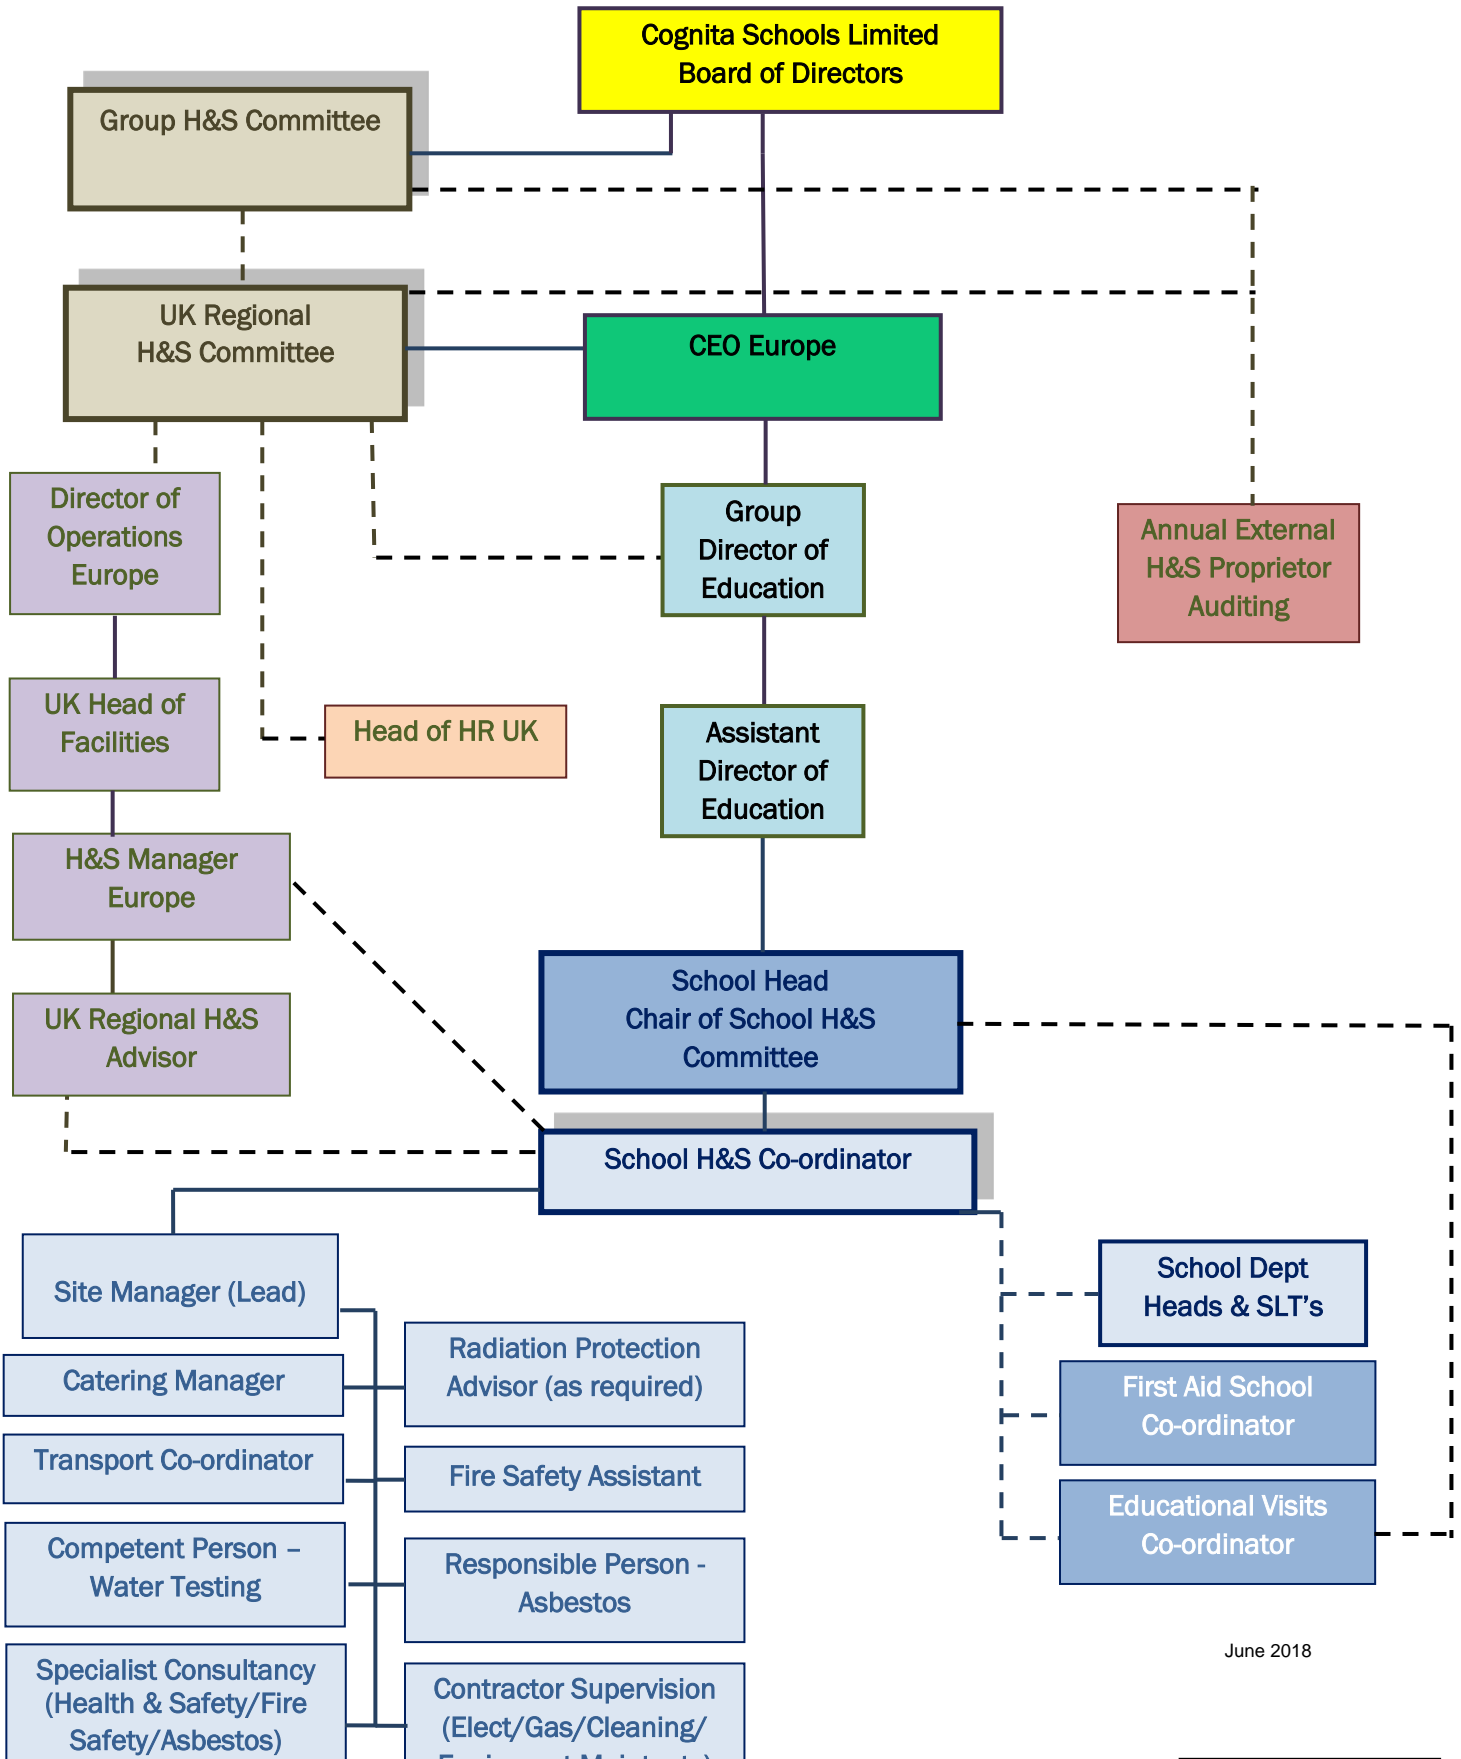 Cognita Schools Limited
Board of Directors
Group H&S Committee
UK Regional
H&S Committee
CEO Europe
Director of
Operations
Europe
Group
Director of
Education
Annual External
H&S Proprietor
Auditing
UK Head of
Facilities
Head of HR UK
Assistant
Director of
Education
H&S Manager
Europe
UK Regional H&S
Advisor
School Head
Chair of School H&S
Committee
School H&S Co-ordinator
Site Manager (Lead)
School Dept
Heads & SLT’s
Catering Manager
Radiation Protection
Advisor (as required)
First Aid School
Co-ordinator
Transport Co-ordinator
Fire Safety Assistant
Educational Visits
Co-ordinator
Competent Person –
Water Testing
Responsible Person -
Asbestos
June 2018
Specialist Consultancy
(Health & Safety/Fire
Safety/Asbestos)
Contractor Supervision
(Elect/Gas/Cleaning/